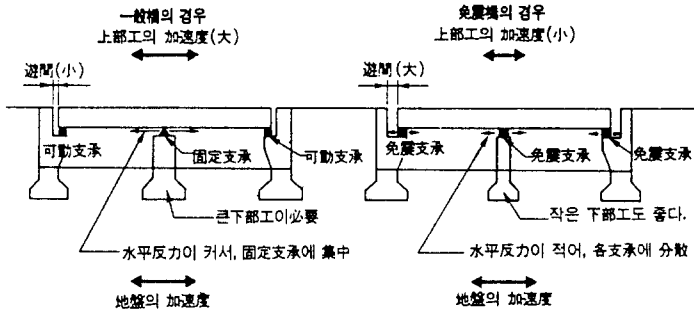 一般橋의 경우
上部工의 加速度(大)
遊間(小)
可動支承
固定支承
可動支承
큰下部工이必要
水平反力이 커서, 固定支承에 集中
地盤의 加速度
免震橋의 경우
上部工의 加速度(小)
遊間(大)
免震支承
免震支承
免震支承
작은 下部工도 좋다.
水平反力이 적어, 各支承에 分散
地盤의 加速度